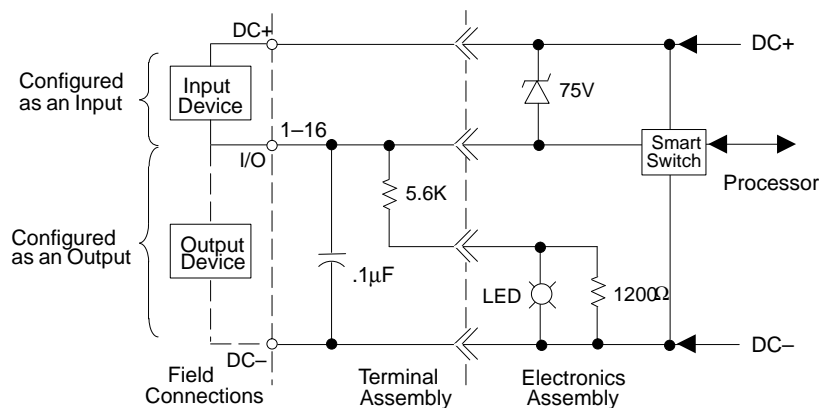 DC+
DC+
Configured
as an Input
Input
Device
75V
1–16
I/O
Smart
Switch
Processor
5.6K
Configured
as an Output
Output
Device
.1µF
LED
1200Ω
DC–
DC–
Field
Connections
Terminal
Assembly
Electronics
Assembly